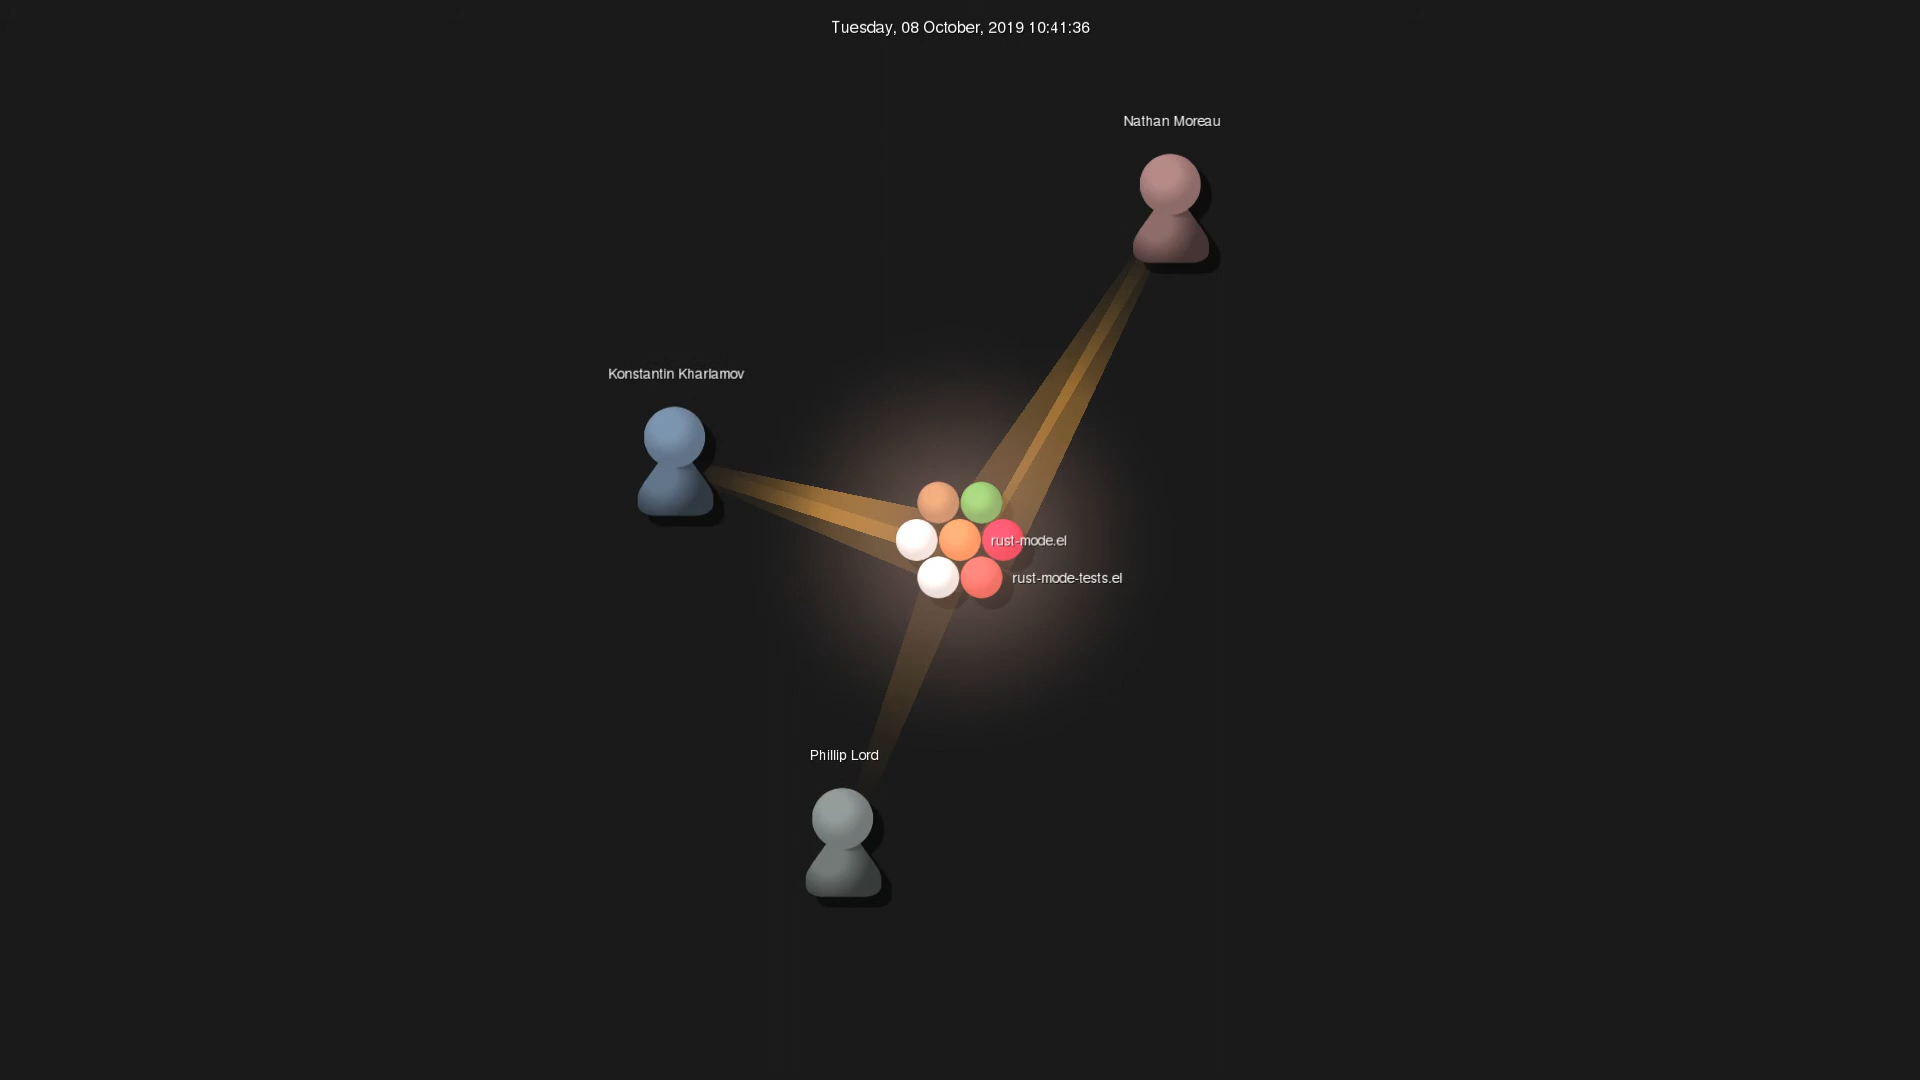 Tuesday, 08 October, 2019 10:41:36
Nathan Moreau
Konstantin Kharlamov
rust-mode.el
rust-mode-tests.el
Phillip Lord